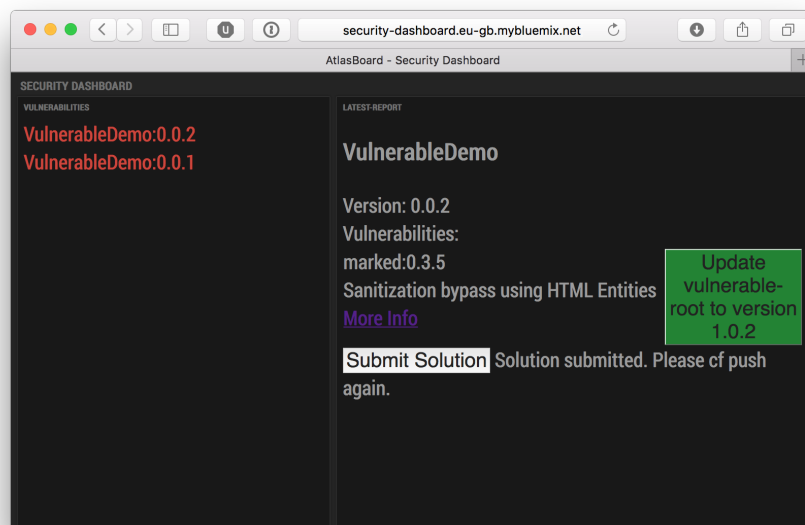 security-dashboard.eu-gb.mybluemix.net
AtlasBoard - Security Dashboard
SECURITY DASHBOARD
VULNERABILITIES
VulnerableDemo:0.0.2
VulnerableDemo:0.0.1
LATEST-REPORT
VulnerableDemo
Version: 0.0.2
Vulnerabilities:
marked:0.3.5
Sanitization bypass using HTML Entities
More Info
Update
vulnerable-
root to version
1.0.2
Submit Solution Solution submitted. Please cf push
again.